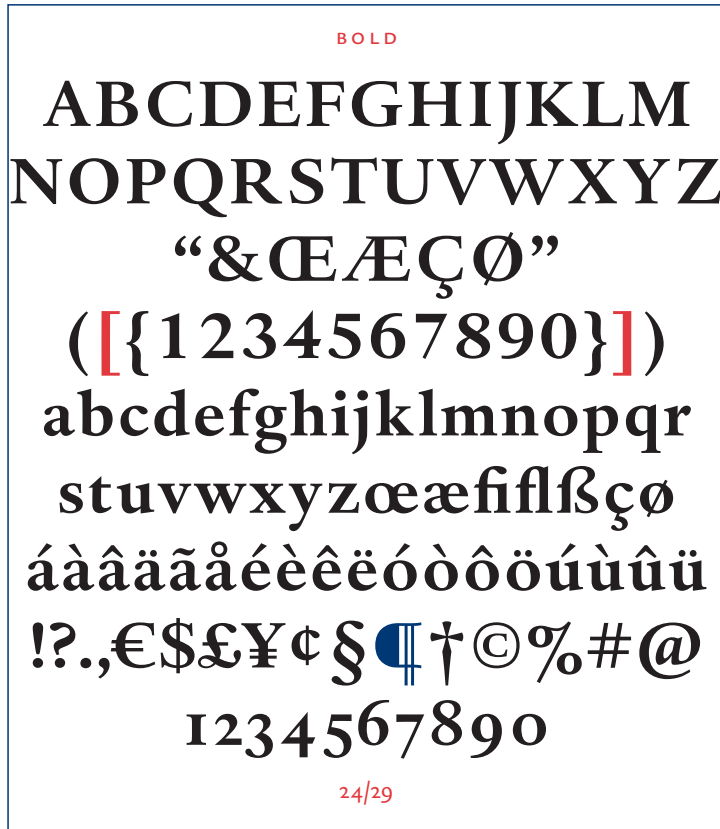 BOLD
ABCDEFGHIJKLM
NOPQRSTUVWXYZ
“&ŒÆÇØ”
([{1234567890}])
abcdefghijklmnopqr
stuvwxyzœæfiflßçø
áàâäãåéèêëóòôöúùûü
!?.,€$£¥¢§¶†©%#@
1234567890
24/29